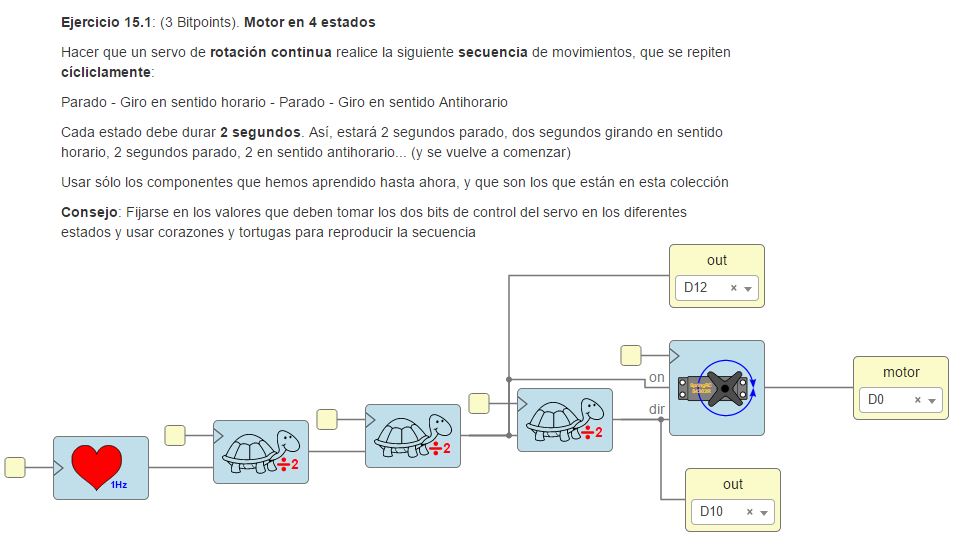 Ejercicio 15.1: (3 Bitpoints). Motor en 4 estados
Hacer que un servo de rotación continua realice la siguiente secuencia de movimientos, que se repiten
cícliclamente:
Parado - Giro en sentido horario - Parado - Giro en sentido Antihorario
Cada estado debe durar 2 segundos. Así, estará 2 segundos parado, dos segundos girando en sentido
horario, 2 segundos parado, 2 en sentido antihorario... (y se vuelve a comenzar)
Usar sólo los componentes que hemos aprendido hasta ahora, y que son los que están en esta colección
Consejo: Fijarse en los valores que deben tomar los dos bits de control del servo en los diferentes
estados y usar corazones y tortugas para reproducir la secuencia
out
D12 ×
on
dir
motor
D0 ×
÷2
÷2
÷2
1Hz
out
D10 ×